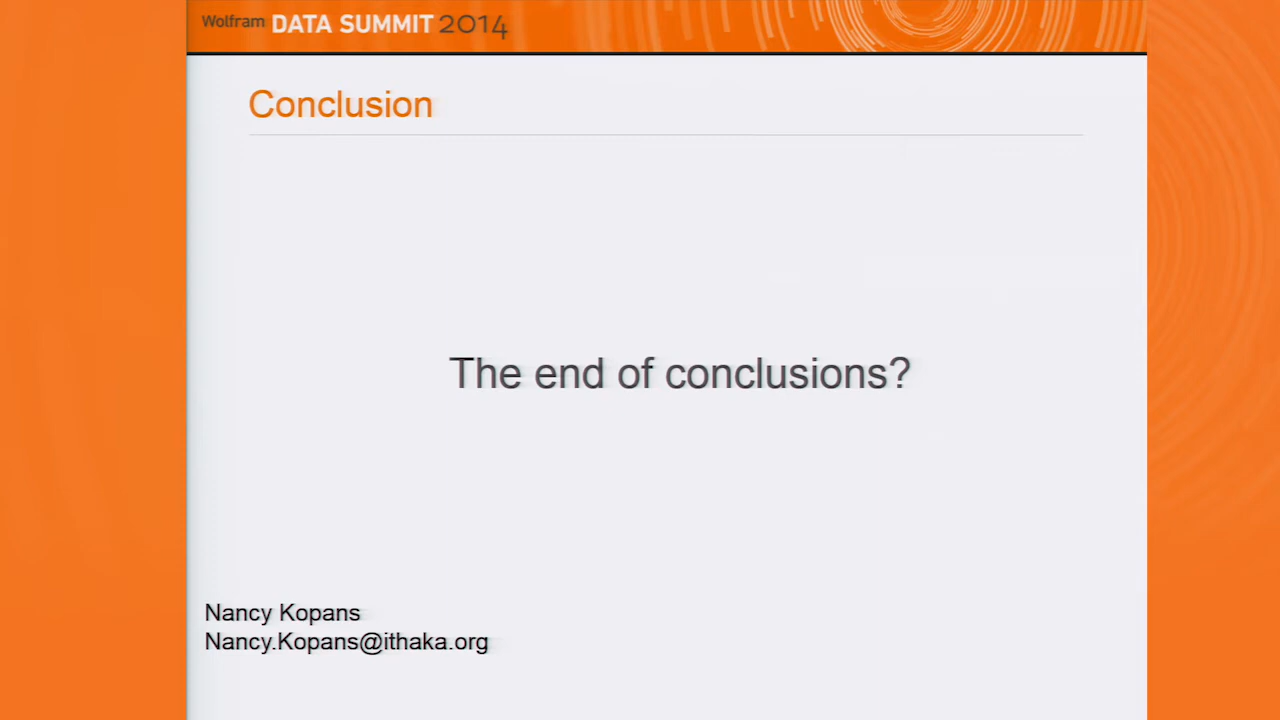 Wolfram DATA SUMMIT 2014
Conclusion
The end of conclusions?
Nancy Kopans
Nancy.Kopans@ithaka.org